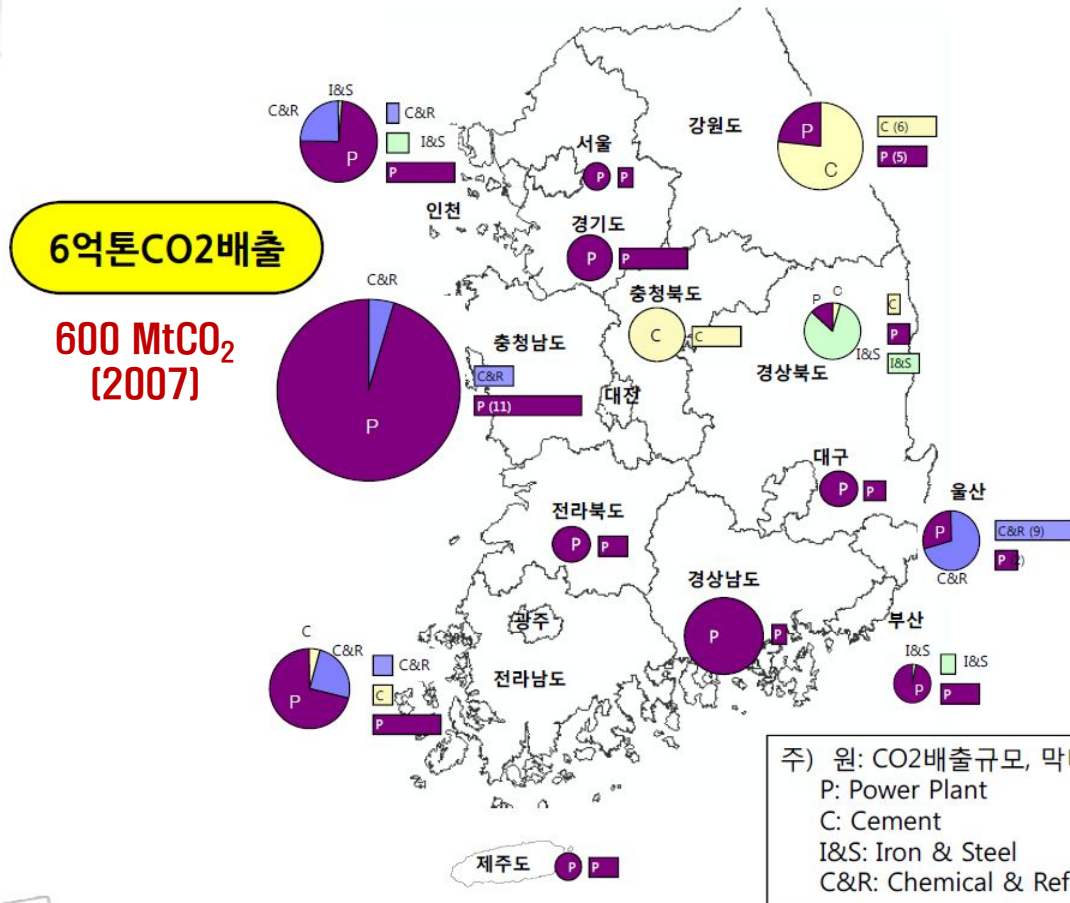 I&S
C&R
C&R
I&S
P
P
강원도
P
C
C (6)
P (5)
서울
P
P
인천
경기도
P
P
6억톤CO2배출
600 MtCO₂
(2007)
C&R
P
충청남도
C&R
P (11)
대전
충청북도
C
C
P
C
I&S
C
P
I&S
경상북도
대구
P
P
울산
P
C&R
C&R (9)
P
전라북도
P
P
경상남도
P
P
부산
I&S
P
I&S
P
광주
전라남도
C
C&R
P
C&R
C
P
제주도
P
P
주) 원: CO2배출규모,
P: Power Plant
C: Cement
I&S: Iron & Steel
C&R: Chemical &